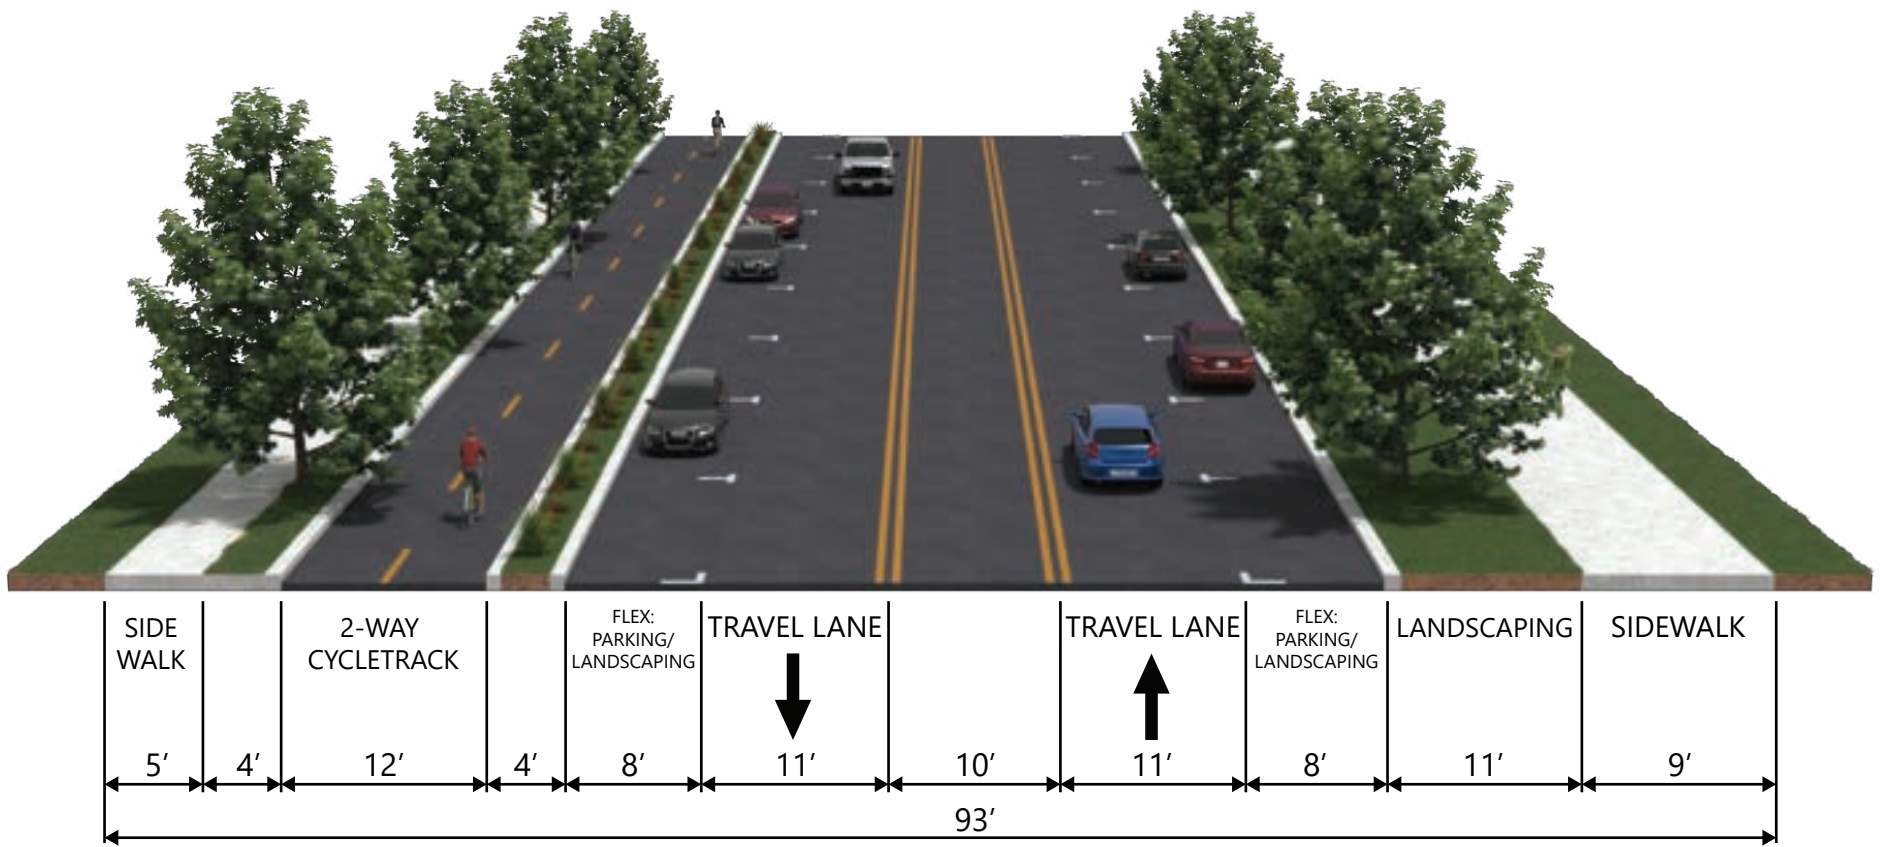 SIDE
WALK
2-WAY
CYCLETRACK
FLEX:
PARKING/
LANDSCAPING
TRAVEL LANE
TRAVEL LANE
FLEX:
PARKING/
LANDSCAPING
LANDSCAPING
SIDEWALK
5’ 4’ 12’ 4’ 8’ 11’ 10’ 11’ 8’ 11’ 9’
93’